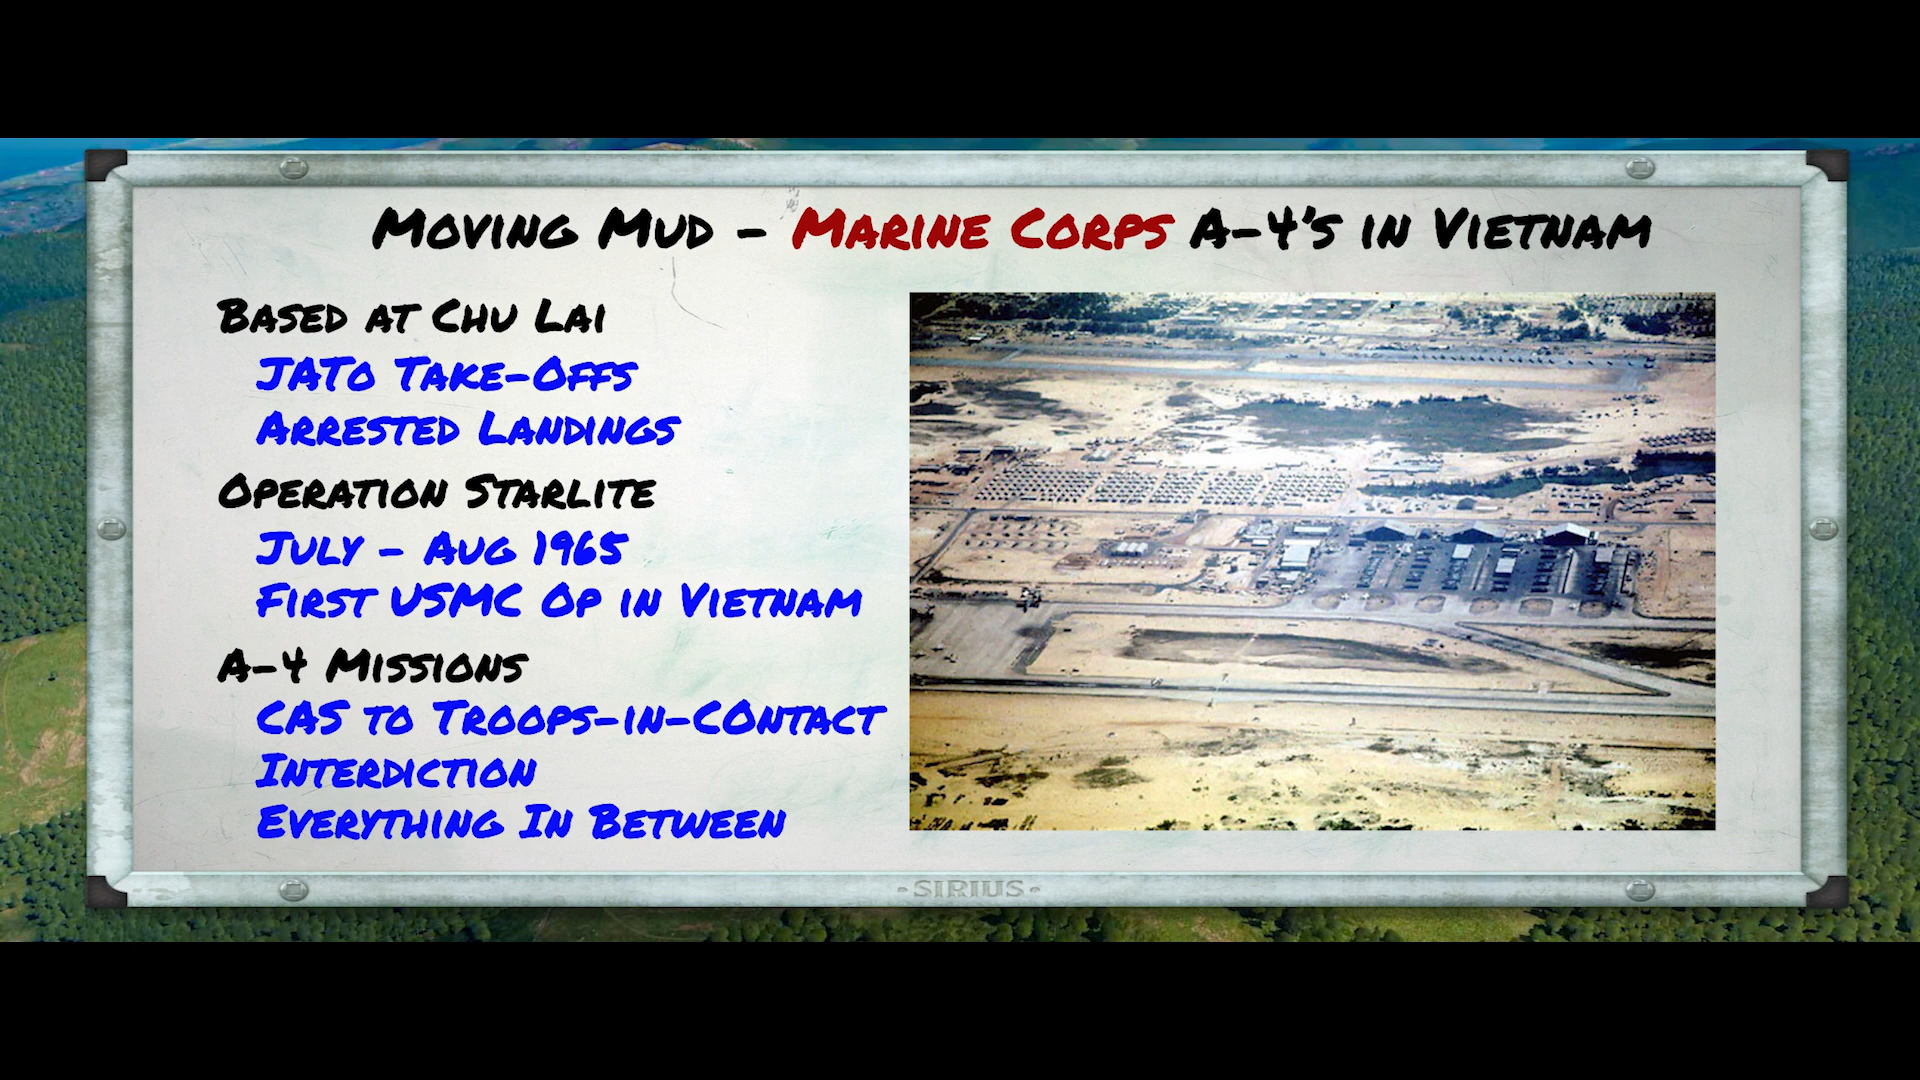 Moving Mud - Marine Corps A-4's in Vietnam
Based at Chu Lai
JATO Take-Offs
Arrested Landings
Operation Starlite
July - Aug 1965
First USMC Op in Vietnam
A-4 Missions
CAS to Troops-in-COntact
Interdiction
Everything In Between
SIRIUS